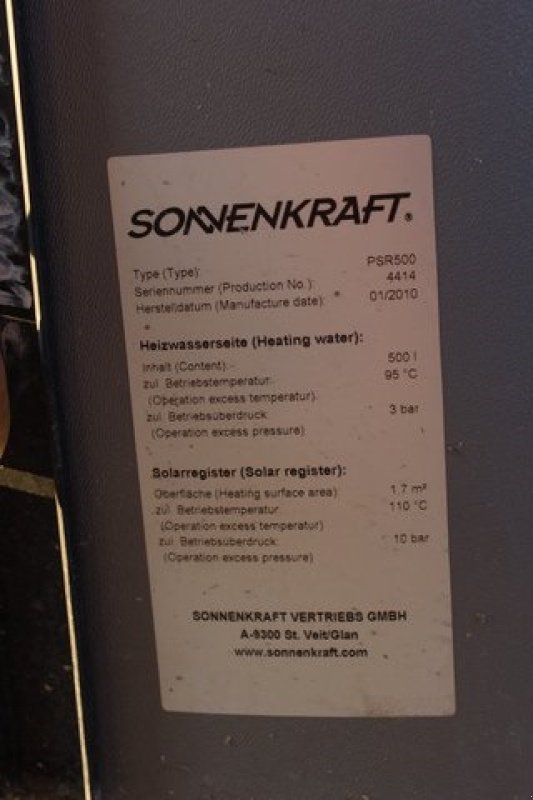 SONNENKRAFT®
Type (Type): PSR500
Seriennummer (Production No.): 4414
Herstelldatum (Manufacture date): 01/2010
Heizwasserseite (Heating water):
Inhalt (Content): 500 l
zul. Betriebstemperatur: 95 °C
(Operation excess temperatur)
zul. Betriebsüberdruck: 3 bar
(Operation excess pressure)
Solarregister (Solar register):
Oberfläche (Heating surface area) 1.7 m²
zul. Betriebstemperatur: 110 °C
(Operation excess temperatur)
zul. Betriebsüberdruck: 10 bar
(Operation excess pressure)
SONNENKRAFT VERTRIEBS GMBH
A-9300 St. Veit/Glan
www.sonnenkraft.com